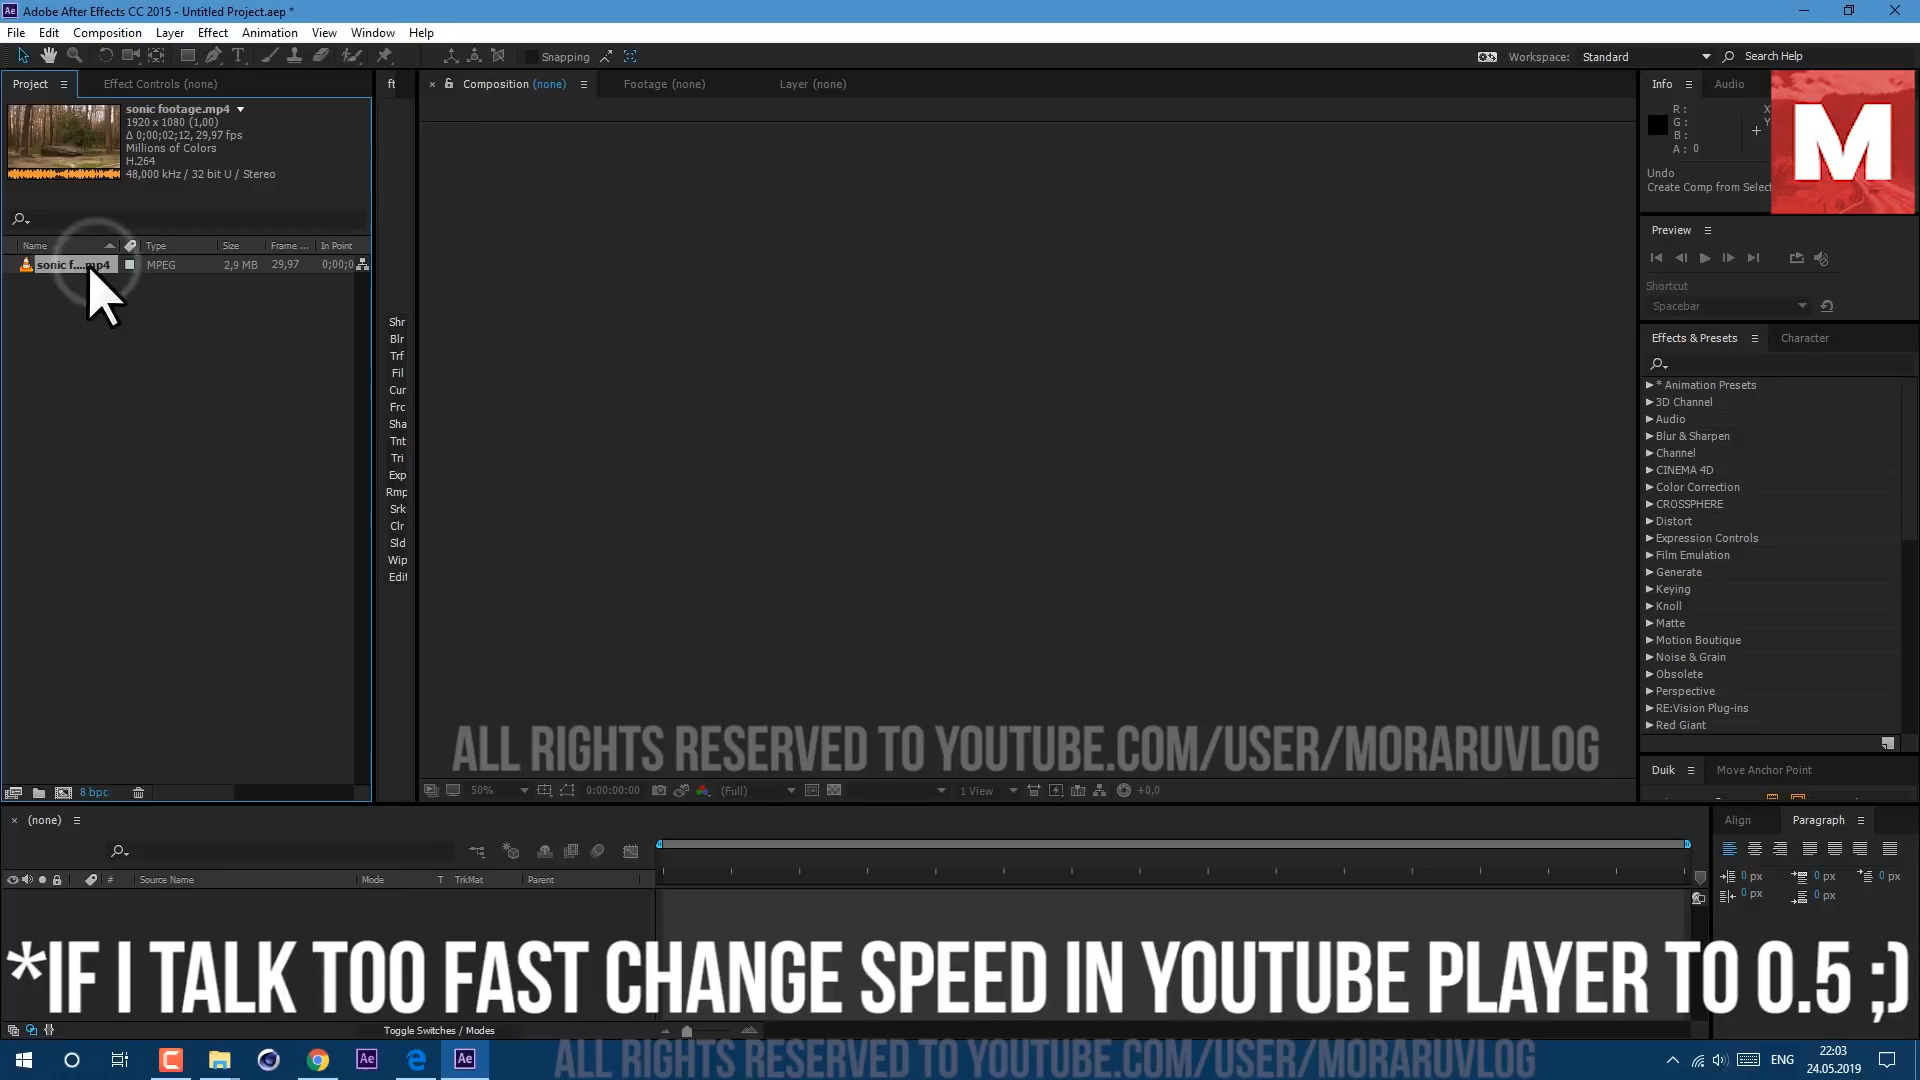 Adobe After Effects CC 2015 - Untitled Project.aep *
File Edit Composition Layer Effect Animation View Window Help
Snapping
Workspace: Standard
Search Help
Project
Effect Controls (none)
sonic footage.mp4
1920 x 1080 (1,00)
Δ 0;00;02;12, 29,97 fps
Millions of Colors
H.264
48,000 kHz / 32 bit U / Stereo
Name Type Size Frame ... In Point
sonic f....mp4 MPEG 2,9 MB 29,97 0;00;0
8 bpc
ft
Shr
Blr
Trf
Fil
Cur
Frc
Sha
Tnt
Tri
Exp
Rmp
Srk
Clr
Sld
Wip
Edit
Composition (none)
Footage (none)
Layer (none)
ALL RIGHTS RESERVED TO YOUTUBE.COM/USER/MORARUVLOG
50% 0:00:00:00 (Full) 1 View +0,0
Info
Audio
R :
G :
B :
A : 0
X
Y
M
Undo
Create Comp from Select
Preview
Shortcut
Spacebar
Effects & Presets
Character
* Animation Presets
3D Channel
Audio
Blur & Sharpen
Channel
CINEMA 4D
Color Correction
CROSSPHERE
Distort
Expression Controls
Film Emulation
Generate
Keying
Knoll
Matte
Motion Boutique
Noise & Grain
Obsolete
Perspective
RE:Vision Plug-ins
Red Giant
Duik
Move Anchor Point
(none)
# Source Name Mode T TrkMat Parent
Align
Paragraph
0 px 0 px 0 px
0 px 0 px
*IF I TALK TOO FAST CHANGE SPEED IN YOUTUBE PLAYER TO 0.5 ;)
Toggle Switches / Modes
ALL RIGHTS RESERVED TO YOUTUBE.COM/USER/MORARUVLOG
Ae
Ae
ENG
22:03
24.05.2019